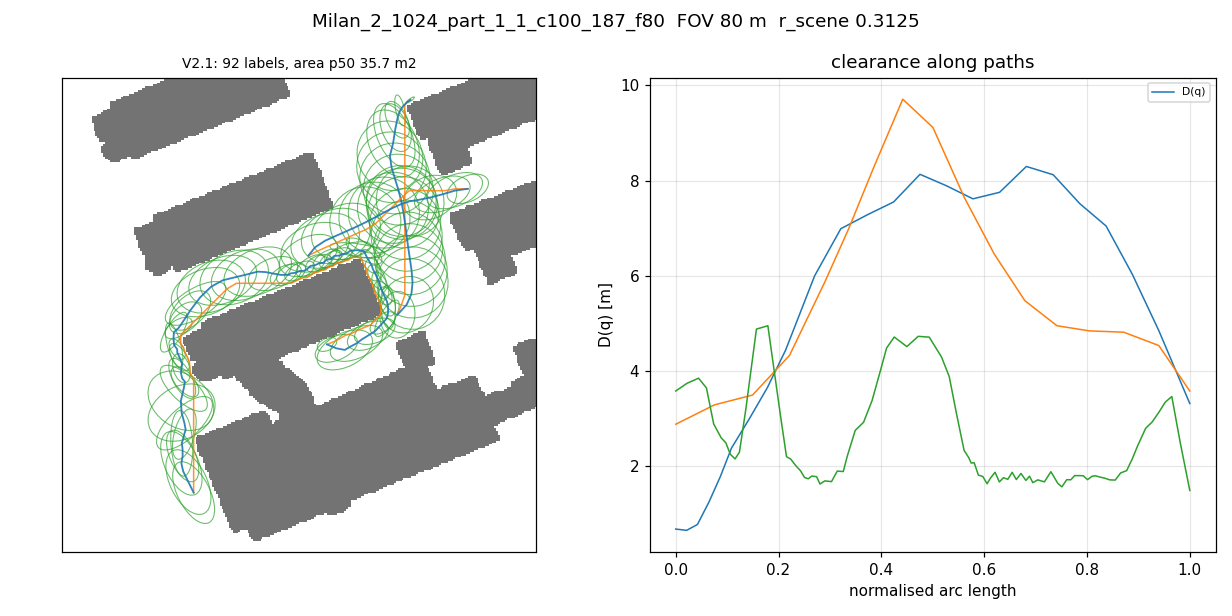 Milan_2_1024_part_1_1_c100_187_f80  FOV 80 m  r_scene 0.3125
V2.1: 92 labels, area p50 35.7 m2
clearance along paths
D(q)
10
8
6
4
2
D(q) [m]
0.0 0.2 0.4 0.6 0.8 1.0
normalised arc length